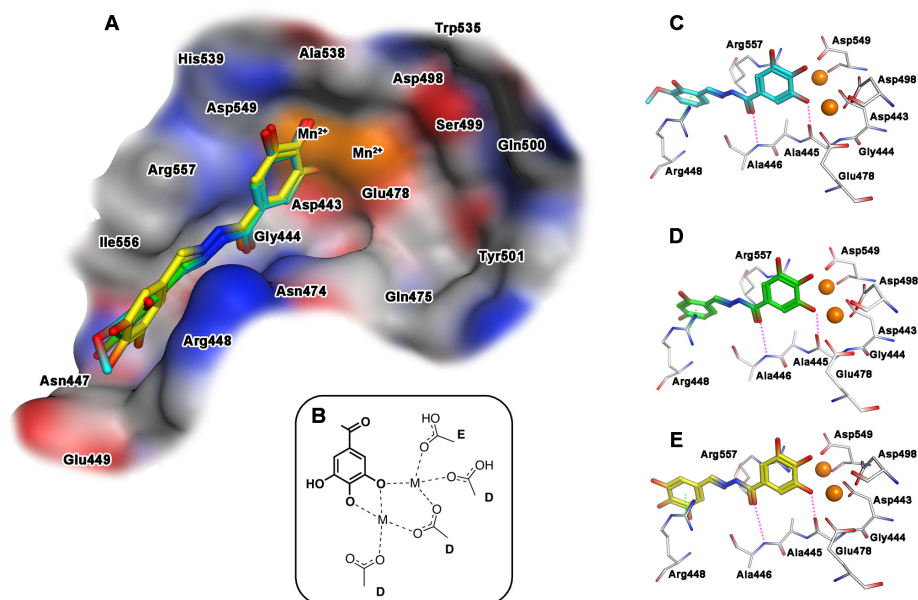 A
Trp535
Ala538
His539
Asp498
Asp549
Mn²⁺
Mn²⁺
Ser499
Gln500
Arg557
Glu478
Asp443
Gly444
Ile556
Tyr501
Asn474
Gln475
Arg448
Asn447
Glu449
B
O
HO
O
E
HO
O
M
O
OH
O
D
O
M
O
O
D
O
O
D
C
Arg557
Asp549
Asp498
Asp443
Gly444
Ala445
Ala446
Arg448
Glu478
D
Arg557
Asp549
Asp498
Asp443
Gly444
Ala445
Ala446
Glu478
Arg448
E
Arg557
Asp549
Asp498
Asp443
Gly444
Ala445
Glu478
Arg448
Ala446